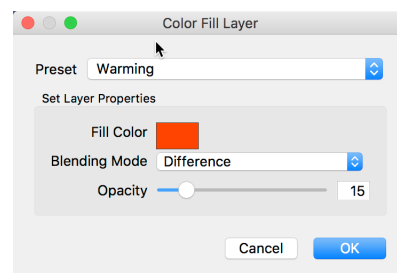 Color Fill Layer
Preset Warming
Set Layer Properties
Fill Color
Blending Mode Difference
Opacity 15
Cancel OK